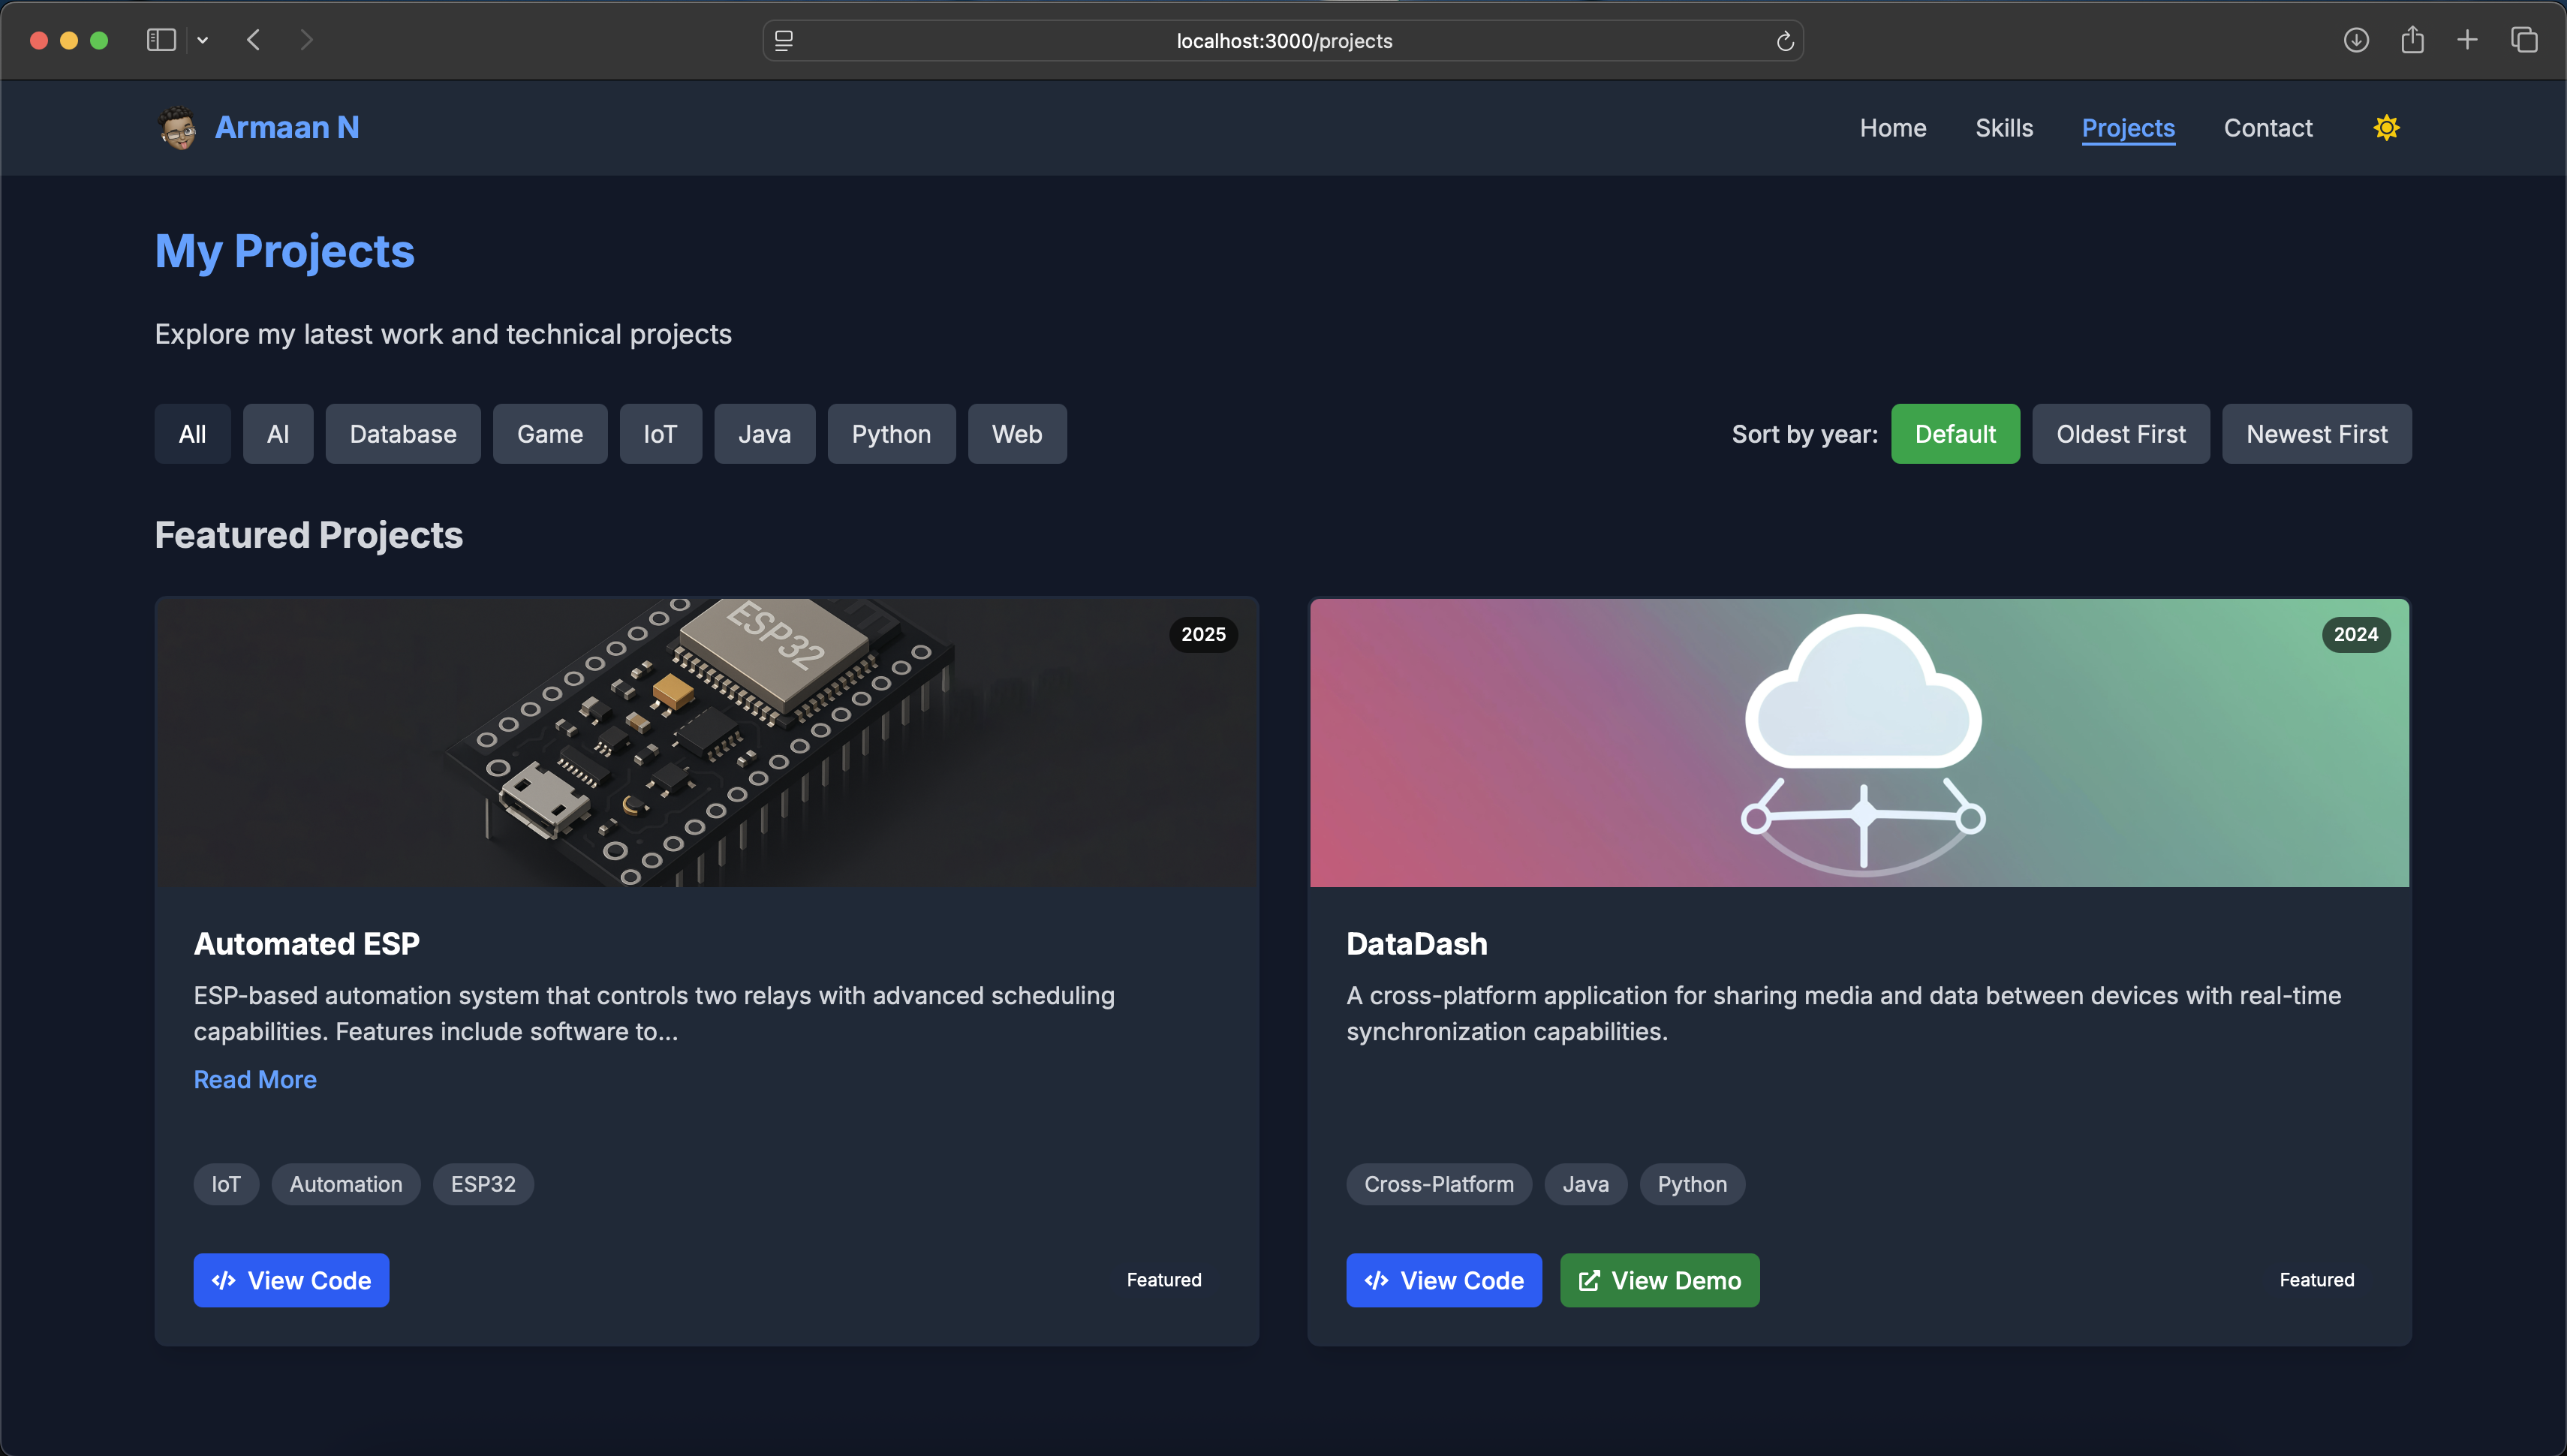 localhost:3000/projects
Armaan N
Home Skills Projects Contact
My Projects
Explore my latest work and technical projects
All AI Database Game IoT Java Python Web
Sort by year: Default Oldest First Newest First
Featured Projects
ESP32
2025
Automated ESP
ESP-based automation system that controls two relays with advanced scheduling
capabilities. Features include software to...
Read More
IoT Automation ESP32
</> View Code
Featured
2024
DataDash
A cross-platform application for sharing media and data between devices with real-time
synchronization capabilities.
Cross-Platform Java Python
</> View Code View Demo
Featured